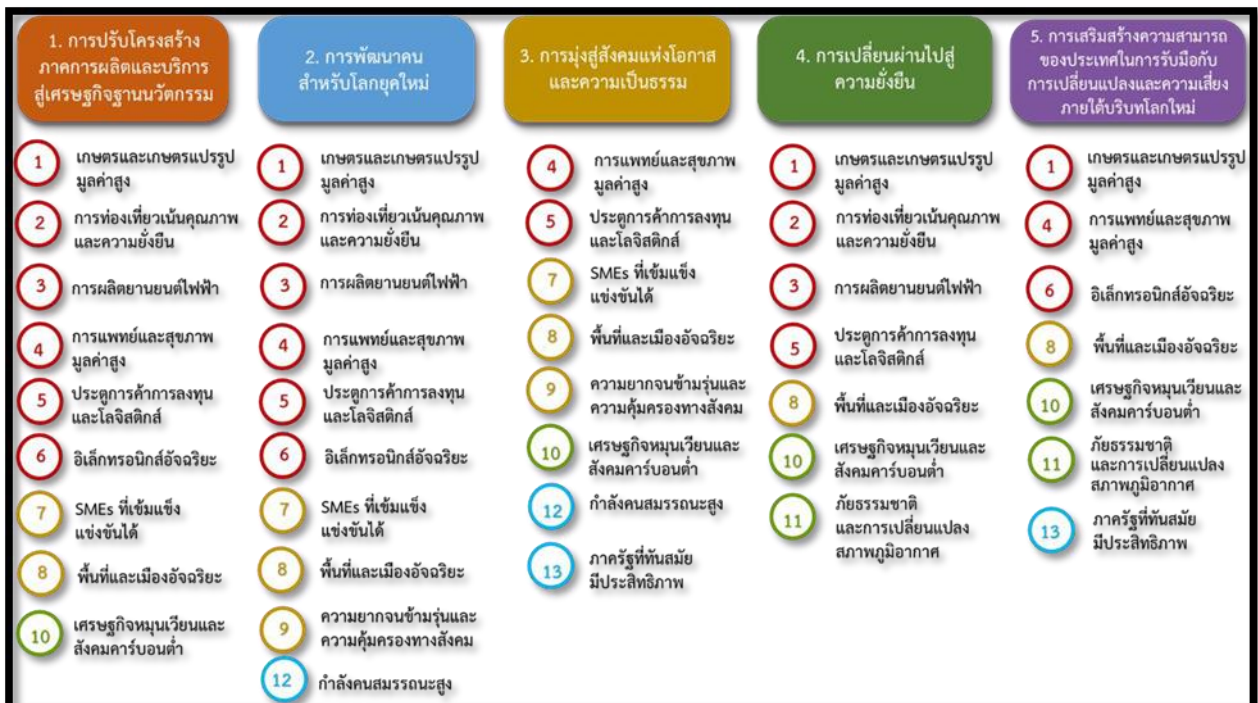 1. การปรับโครงสร้าง
ภาคการผลิตและบริการ
สู่เศรษฐกิจฐานนวัตกรรม
1
เกษตรและเกษตรแปรรูป
มูลค่าสูง
2
การท่องเที่ยวเน้นคุณภาพ
และความยั่งยืน
3
การผลิตยานยนต์ไฟฟ้า
4
การแพทย์และสุขภาพ
มูลค่าสูง
5
ประตูการค้าการลงทุน
และโลจิสติกส์
6
อิเล็กทรอนิกส์อัจฉริยะ
7
SMEs ที่เข้มแข็ง
แข่งขันได้
8
พื้นที่และเมืองอัจฉริยะ
10
เศรษฐกิจหมุนเวียนและ
สังคมคาร์บอนต่ำ
2. การพัฒนาคน
สำหรับโลกยุคใหม่
1
เกษตรและเกษตรแปรรูป
มูลค่าสูง
2
การท่องเที่ยวเน้นคุณภาพ
และความยั่งยืน
3
การผลิตยานยนต์ไฟฟ้า
4
การแพทย์และสุขภาพ
มูลค่าสูง
5
ประตูการค้าการลงทุน
และโลจิสติกส์
6
อิเล็กทรอนิกส์อัจฉริยะ
7
SMEs ที่เข้มแข็ง
แข่งขันได้
8
พื้นที่และเมืองอัจฉริยะ
9
ความยากจนข้ามรุ่นและ
ความคุ้มครองทางสังคม
12
กำลังคนสมรรถนะสูง
3. การมุ่งสู่สังคมแห่งโอกาส
และความเป็นธรรม
4
การแพทย์และสุขภาพ
มูลค่าสูง
5
ประตูการค้าการลงทุน
และโลจิสติกส์
7
SMEs ที่เข้มแข็ง
แข่งขันได้
8
พื้นที่และเมืองอัจฉริยะ
9
ความยากจนข้ามรุ่นและ
ความคุ้มครองทางสังคม
10
เศรษฐกิจหมุนเวียนและ
สังคมคาร์บอนต่ำ
12
กำลังคนสมรรถนะสูง
13
ภาครัฐที่ทันสมัย
มีประสิทธิภาพ
4. การเปลี่ยนผ่านไปสู่
ความยั่งยืน
1
เกษตรและเกษตรแปรรูป
มูลค่าสูง
2
การท่องเที่ยวเน้นคุณภาพ
และความยั่งยืน
3
การผลิตยานยนต์ไฟฟ้า
5
ประตูการค้าการลงทุน
และโลจิสติกส์
8
พื้นที่และเมืองอัจฉริยะ
10
เศรษฐกิจหมุนเวียนและ
สังคมคาร์บอนต่ำ
11
ภัยธรรมชาติ
และการเปลี่ยนแปลง
สภาพภูมิอากาศ
5. การเสริมสร้างความสามารถ
ของประเทศในการรับมือกับ
การเปลี่ยนแปลงและความเสี่ยง
ภายใต้บริบทโลกใหม่
1
เกษตรและเกษตรแปรรูป
มูลค่าสูง
4
การแพทย์และสุขภาพ
มูลค่าสูง
6
อิเล็กทรอนิกส์อัจฉริยะ
8
พื้นที่และเมืองอัจฉริยะ
10
เศรษฐกิจหมุนเวียนและ
สังคมคาร์บอนต่ำ
11
ภัยธรรมชาติ
และการเปลี่ยนแปลง
สภาพภูมิอากาศ
13
ภาครัฐที่ทันสมัย
มีประสิทธิภาพ